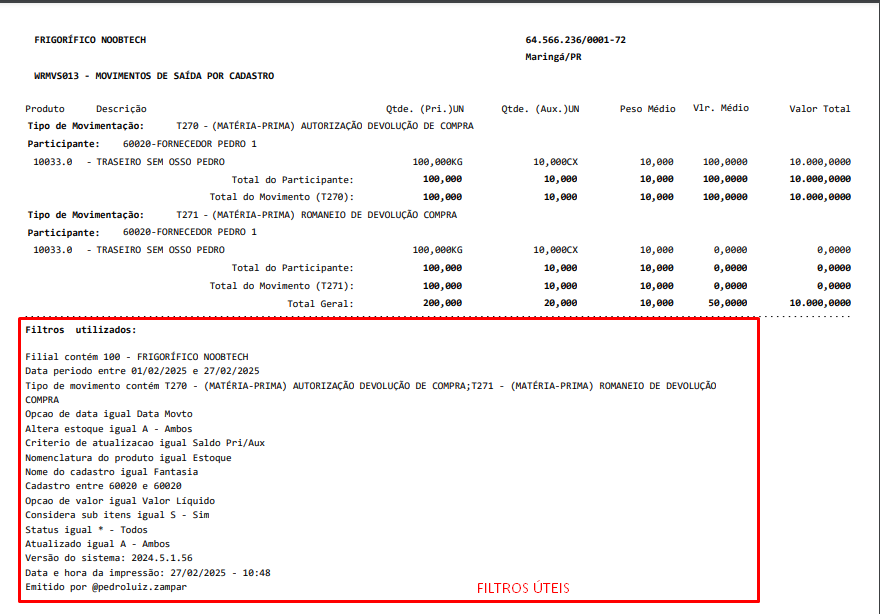 FRIGORÍFICO NOOBTECH 64.566.236/0001-72
Maringá/PR
WRMVS013 - MOVIMENTOS DE SAÍDA POR CADASTRO
Produto Descrição Qtde. (Pri.)UN Qtde. (Aux.)UN Peso Médio Vlr. Médio Valor Total
Tipo de Movimentação: T270 - (MATÉRIA-PRIMA) AUTORIZAÇÃO DEVOLUÇÃO DE COMPRA
Participante: 60020-FORNECEDOR PEDRO 1
10033.0 - TRASEIRO SEM OSSO PEDRO 100,000KG 10,000CX 10,000 100,0000 10.000,0000
Total do Participante: 100,000 10,000 10,000 100,0000 10.000,0000
Total do Movimento (T270): 100,000 10,000 10,000 100,0000 10.000,0000
Tipo de Movimentação: T271 - (MATÉRIA-PRIMA) ROMANEIO DE DEVOLUÇÃO COMPRA
Participante: 60020-FORNECEDOR PEDRO 1
10033.0 - TRASEIRO SEM OSSO PEDRO 100,000KG 10,000CX 10,000 0,0000 0,0000
Total do Participante: 100,000 10,000 10,000 0,0000 0,0000
Total do Movimento (T271): 100,000 10,000 10,000 0,0000 0,0000
Total Geral: 200,000 20,000 10,000 50,0000 10.000,0000
Filtros utilizados:
Filial contém 100 - FRIGORÍFICO NOOBTECH
Data periodo entre 01/02/2025 e 27/02/2025
Tipo de movimento contém T270 - (MATÉRIA-PRIMA) AUTORIZAÇÃO DEVOLUÇÃO DE COMPRA;T271 - (MATÉRIA-PRIMA) ROMANEIO DE DEVOLUÇÃO
COMPRA
Opcao de data igual Data Movto
Altera estoque igual A - Ambos
Criterio de atualizacao igual Saldo Pri/Aux
Nomenclatura do produto igual Estoque
Nome do cadastro igual Fantasia
Cadastro entre 60020 e 60020
Opcao de valor igual Valor Líquido
Considera sub itens igual S - Sim
Status igual * - Todos
Atualizado igual A - Ambos
Versão do sistema: 2024.5.1.56
Data e hora da impressão: 27/02/2025 - 10:48
Emitido por @pedroluiz.zampar FILTROS ÚTEIS